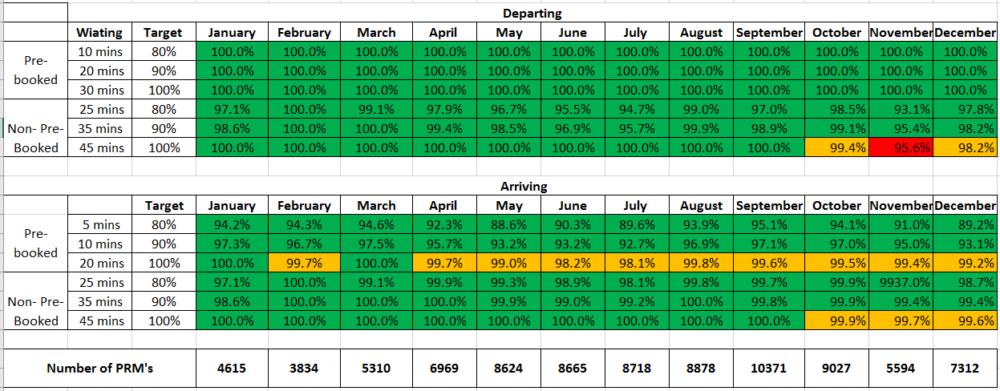 Departing
Wiating Target January February March April May June July August September October November December
Pre-booked
10 mins 80% 100.0% 100.0% 100.0% 100.0% 100.0% 100.0% 100.0% 100.0% 100.0% 100.0% 100.0% 100.0%
20 mins 90% 100.0% 100.0% 100.0% 100.0% 100.0% 100.0% 100.0% 100.0% 100.0% 100.0% 100.0% 100.0%
30 mins 100% 100.0% 100.0% 100.0% 100.0% 100.0% 100.0% 100.0% 100.0% 100.0% 100.0% 100.0% 100.0%
Non- Pre-Booked
25 mins 80% 97.1% 100.0% 99.1% 97.9% 96.7% 95.5% 94.7% 99.0% 97.0% 98.5% 93.1% 97.8%
35 mins 90% 98.6% 100.0% 100.0% 99.4% 98.5% 96.9% 95.7% 99.9% 98.9% 99.1% 95.4% 98.2%
45 mins 100% 100.0% 100.0% 100.0% 100.0% 100.0% 100.0% 100.0% 100.0% 100.0% 99.4% 95.6% 98.2%
Arriving
Target January February March April May June July August September October November December
Pre-booked
5 mins 80% 94.2% 94.3% 94.6% 92.3% 88.6% 90.3% 89.6% 93.9% 95.1% 94.1% 91.0% 89.2%
10 mins 90% 97.3% 96.7% 97.5% 95.7% 93.2% 93.2% 92.7% 96.9% 97.1% 97.0% 95.0% 93.1%
20 mins 100% 100.0% 99.7% 100.0% 99.7% 99.0% 98.2% 98.1% 99.8% 99.6% 99.5% 99.4% 99.2%
Non- Pre-Booked
25 mins 80% 97.1% 100.0% 99.1% 99.9% 99.3% 98.9% 98.1% 99.8% 99.7% 99.9% 9937.0% 98.7%
35 mins 90% 98.6% 100.0% 100.0% 100.0% 99.9% 99.0% 99.2% 100.0% 99.8% 99.9% 99.4% 99.4%
45 mins 100% 100.0% 100.0% 100.0% 100.0% 100.0% 100.0% 100.0% 100.0% 100.0% 99.9% 99.7% 99.6%
Number of PRM's 4615 3834 5310 6969 8624 8665 8718 8878 10371 9027 5594 7312